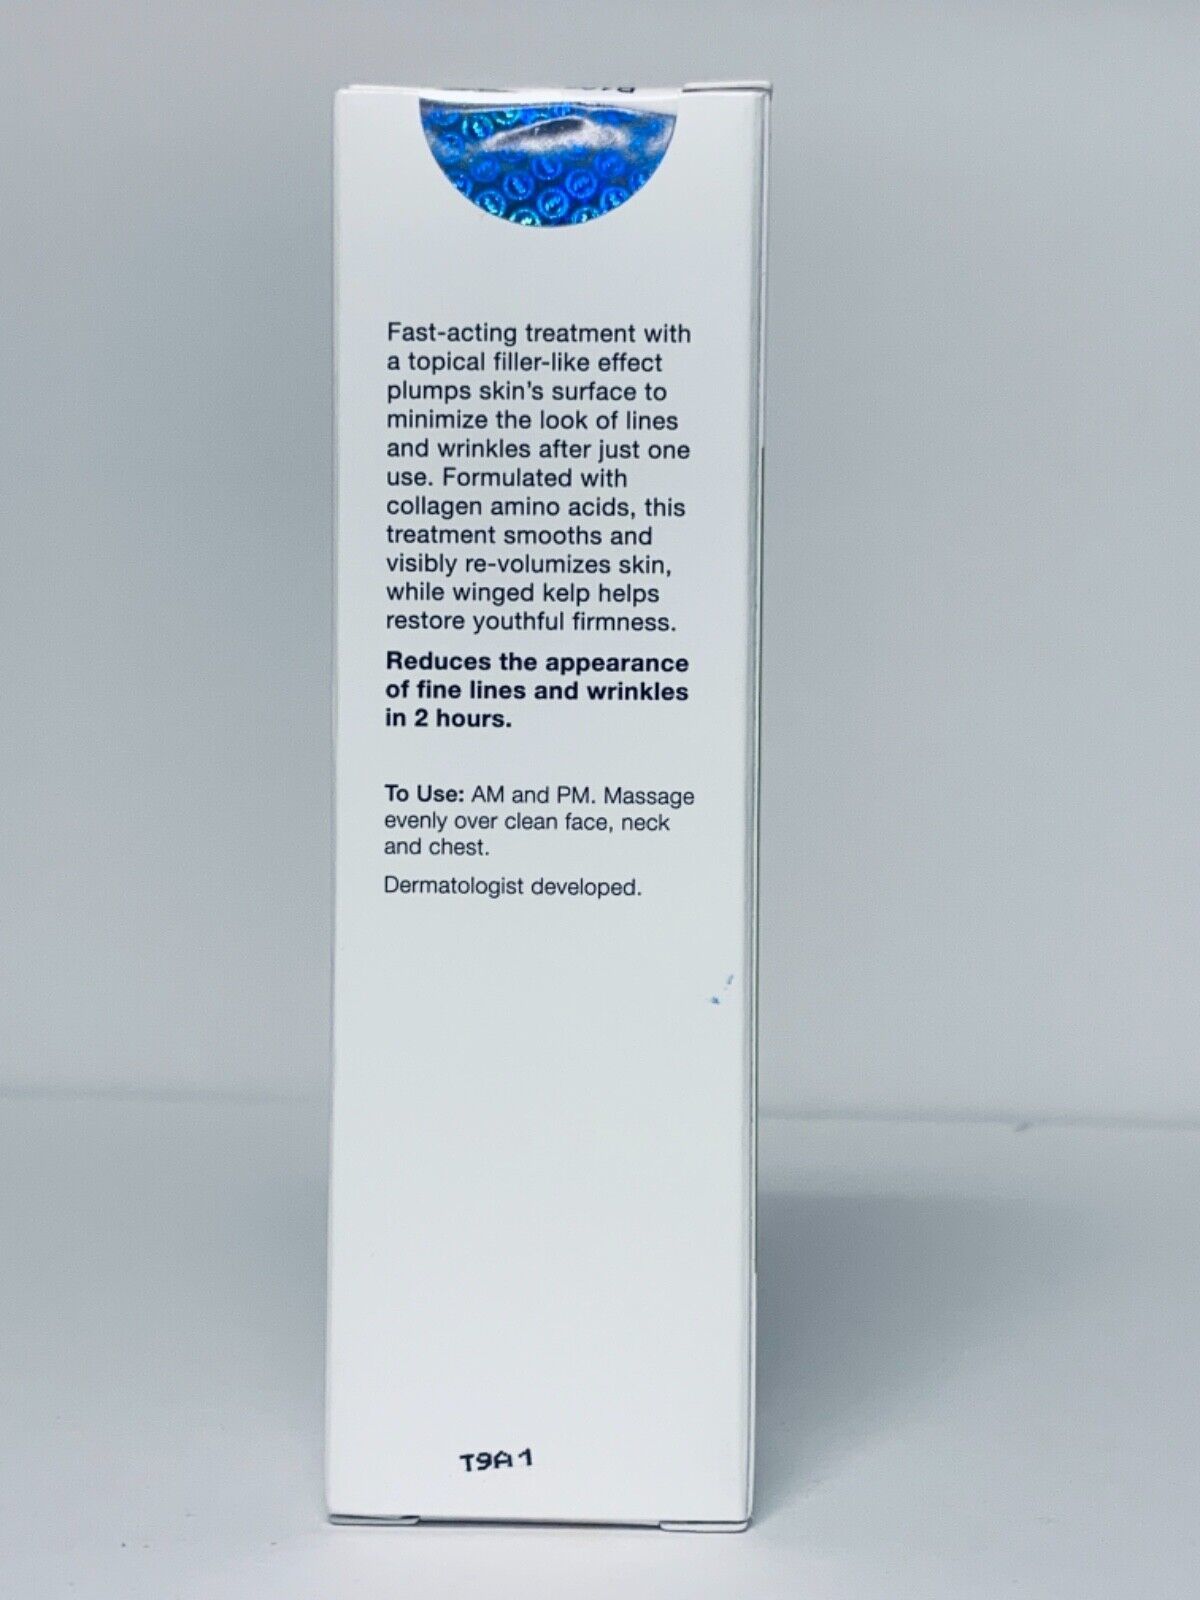 Fast-acting treatment with
a topical filler-like effect
plumps skin's surface to
minimize the look of lines
and wrinkles after just one
use. Formulated with
collagen amino acids, this
treatment smooths and
visibly re-volumizes skin,
while winged kelp helps
restore youthful firmness.
Reduces the appearance
of fine lines and wrinkles
in 2 hours.
To Use: AM and PM. Massage
evenly over clean face, neck
and chest.
Dermatologist developed.
T9A1